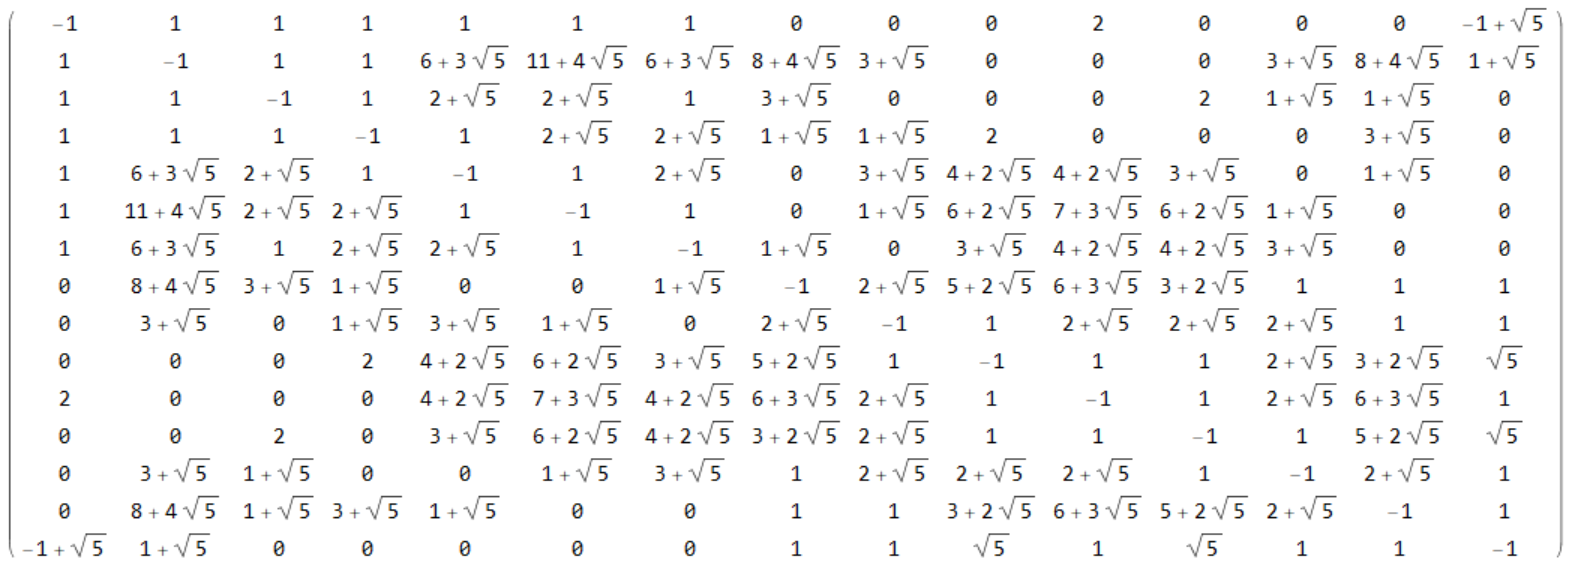 -1 1 1 1 1 1 1 0 0 0 2 0 0 0 -1 + √5
1 -1 1 1 6 + 3 √5 11 + 4 √5 6 + 3 √5 8 + 4 √5 3 + √5 0 0 0 3 + √5 8 + 4 √5 1 + √5
1 1 -1 1 2 + √5 2 + √5 1 3 + √5 0 0 0 2 1 + √5 1 + √5 0
1 1 1 -1 1 2 + √5 2 + √5 1 + √5 1 + √5 2 0 0 0 3 + √5 0
1 6 + 3 √5 2 + √5 1 -1 1 2 + √5 0 3 + √5 4 + 2 √5 4 + 2 √5 3 + √5 0 1 + √5 0
1 11 + 4 √5 2 + √5 2 + √5 1 -1 1 0 1 + √5 6 + 2 √5 7 + 3 √5 6 + 2 √5 1 + √5 0 0
1 6 + 3 √5 1 2 + √5 2 + √5 1 -1 1 + √5 0 3 + √5 4 + 2 √5 4 + 2 √5 3 + √5 0 0
0 8 + 4 √5 3 + √5 1 + √5 0 0 1 + √5 -1 2 + √5 5 + 2 √5 6 + 3 √5 3 + 2 √5 1 1 1
0 3 + √5 0 1 + √5 3 + √5 1 + √5 0 2 + √5 -1 1 2 + √5 2 + √5 2 + √5 1 1
0 0 0 2 4 + 2 √5 6 + 2 √5 3 + √5 5 + 2 √5 1 -1 1 1 2 + √5 3 + 2 √5 √5
2 0 0 0 4 + 2 √5 7 + 3 √5 4 + 2 √5 6 + 3 √5 2 + √5 1 -1 1 2 + √5 6 + 3 √5 1
0 0 2 0 3 + √5 6 + 2 √5 4 + 2 √5 3 + 2 √5 2 + √5 1 1 -1 1 5 + 2 √5 √5
0 3 + √5 1 + √5 0 0 1 + √5 3 + √5 1 2 + √5 2 + √5 2 + √5 1 -1 2 + √5 1
0 8 + 4 √5 1 + √5 3 + √5 1 + √5 0 0 1 1 3 + 2 √5 6 + 3 √5 5 + 2 √5 2 + √5 -1 1
-1 + √5 1 + √5 0 0 0 0 0 1 1 √5 1 √5 1 1 -1